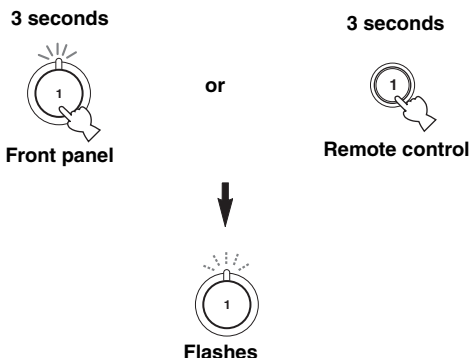 3 seconds
3 seconds
1
or
1
Front panel
Remote control
1
Flashes